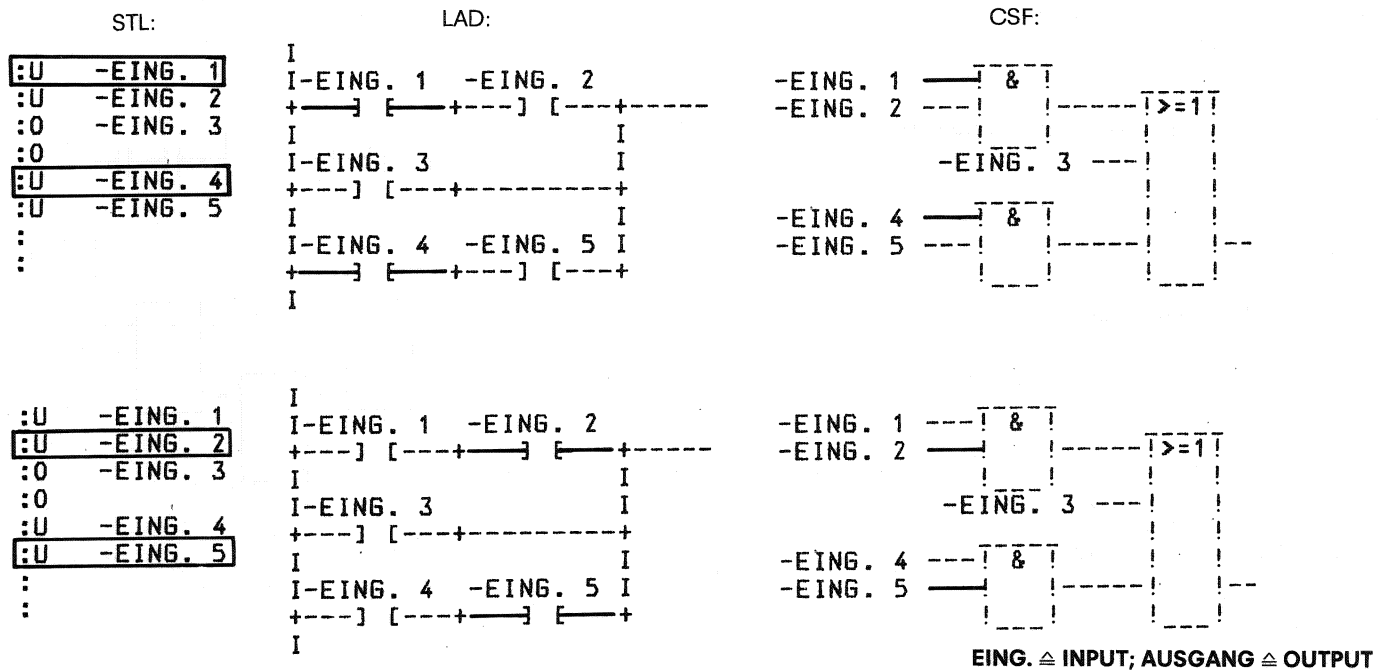 STL:
LAD:
CSF:
:U -EING. 1
:U -EING. 2
:O -EING. 3
:O
:U -EING. 4
:U -EING. 5
:
:
I
I-EING. 1 -EING. 2
+---] [---+---] [---+-----
I I
I-EING. 3 I
+---] [---+---------+
I I
I-EING. 4 -EING. 5 I
+---] [---+---] [---+
I
-EING. 1 ---! & !
-EING. 2 ---! !-----!>=1!
-EING. 3 ---! !
-EING. 4 ---! & ! ! !
-EING. 5 ---! !-----! !--
:U -EING. 1
:U -EING. 2
:O -EING. 3
:O
:U -EING. 4
:U -EING. 5
:
:
I
I-EING. 1 -EING. 2
+---] [---+---] [---+-----
I I
I-EING. 3 I
+---] [---+---------+
I I
I-EING. 4 -EING. 5 I
+---] [---+---] [---+
I
-EING. 1 ---! & !
-EING. 2 ---! !-----!>=1!
-EING. 3 ---! !
-EING. 4 ---! & ! ! !
-EING. 5 ---! !-----! !--
EING. ≙ INPUT; AUSGANG ≙ OUTPUT